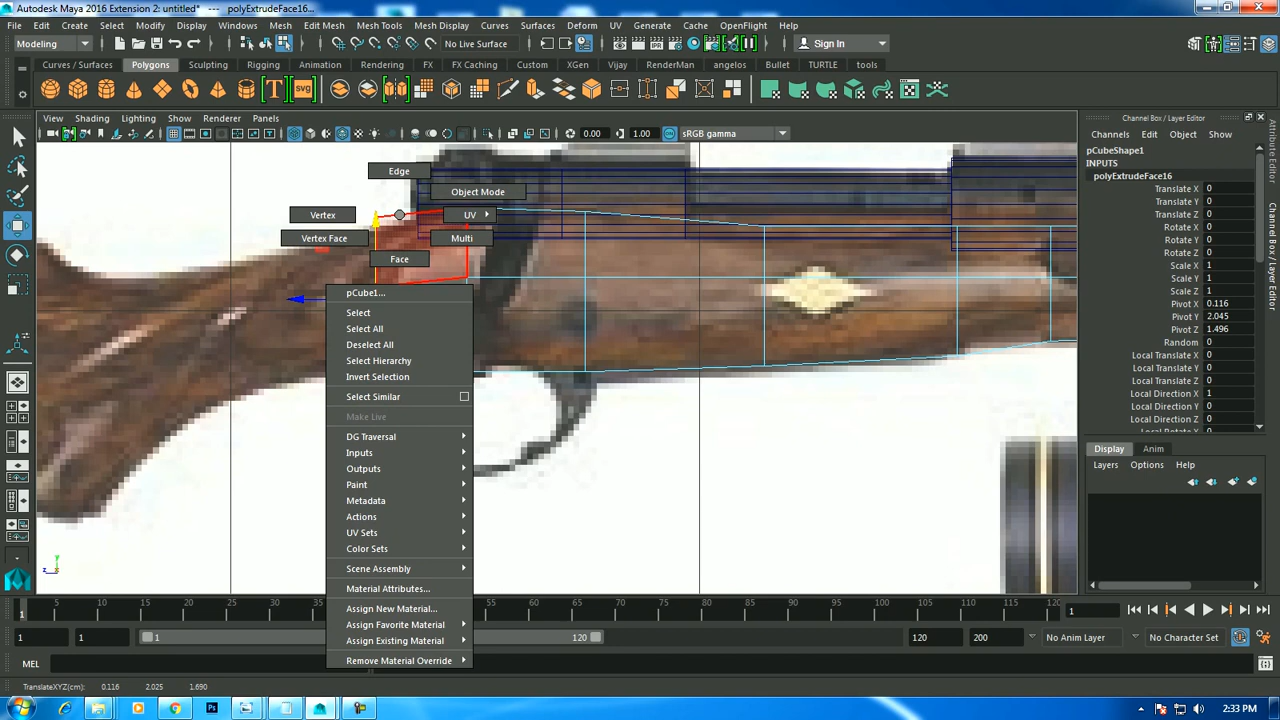 Autodesk Maya 2016 Extension 2: untitled* --- polyExtrudeFace16...
File Edit Create Select Modify Display Windows Mesh Edit Mesh Mesh Tools Mesh Display Curves Surfaces Deform UV Generate Cache OpenFlight Help
Modeling No Live Surface Sign In
Curves / Surfaces Polygons Sculpting Rigging Animation Rendering FX FX Caching Custom XGen Vijay RenderMan angelos Bullet TURTLE tools
View Shading Lighting Show Renderer Panels
0.00 1.00 sRGB gamma
Edge
Object Mode
Vertex
UV
Vertex Face
Multi
Face
pCube1...
Select
Select All
Deselect All
Select Hierarchy
Invert Selection
Select Similar
Make Live
DG Traversal
Inputs
Outputs
Paint
Metadata
Actions
UV Sets
Color Sets
Scene Assembly
Material Attributes...
Assign New Material...
Assign Favorite Material
Assign Existing Material
Remove Material Override
y
z
Channel Box / Layer Editor
Channels Edit Object Show
pCubeShape1
INPUTS
polyExtrudeFace16
Translate X 0
Translate Y 0
Translate Z 0
Rotate X 0
Rotate Y 0
Rotate Z 0
Scale X 1
Scale Y 1
Scale Z 1
Pivot X 0.116
Pivot Y 2.045
Pivot Z 1.496
Random 0
Local Translate X 0
Local Translate Y 0
Local Translate Z 0
Local Direction X 1
Local Direction Y 0
Local Direction Z 0
Channel Box / Layer Editor
Attribute Editor
Display Anim
Layers Options Help
1 5 10 15 20 25 30 35 55 60 65 70 75 80 85 90 95 100 105 110 115 120 1
1 1 1 120 120 200 No Anim Layer No Character Set
MEL
TranslateXYZ(cm): 0.116 2.025 1.690
Ps
2:33 PM